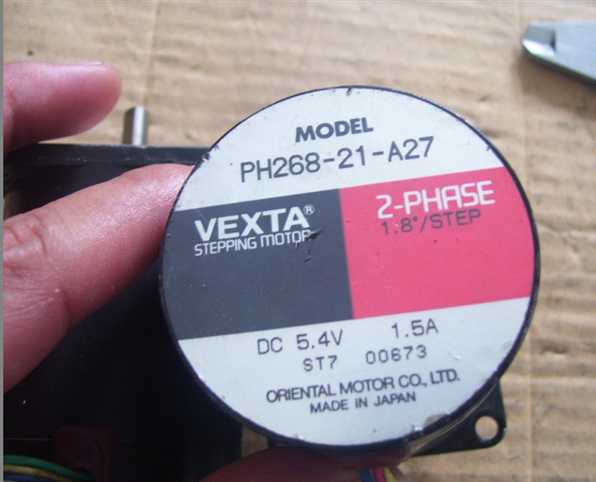 MODEL
PH268-21-A27
VEXTA®
STEPPING MOTOR
2-PHASE
1.8°/STEP
DC 5.4V 1.5A
ST7 00673
ORIENTAL MOTOR CO., LTD.
MADE IN JAPAN